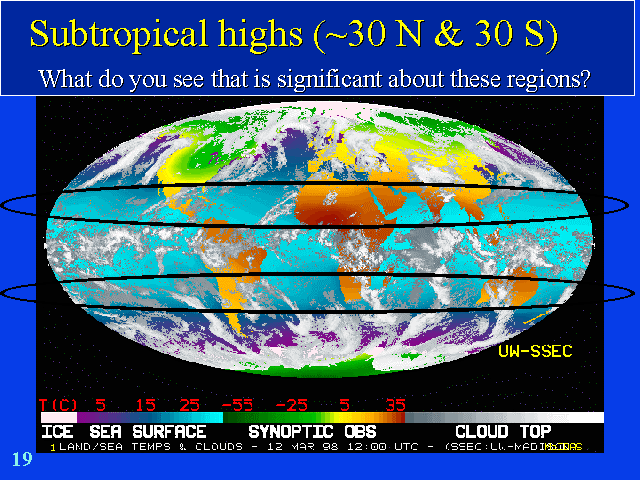 Subtropical highs (~30 N & 30 S)
What do you see that is significant about these regions?
UW-SSEC
T(C) 5 15 25 -55 -25 5 35
ICE SEA SURFACE SYNOPTIC OBS CLOUD TOP
1 LAND/SEA TEMPS & CLOUDS - 12 MAR 98 12:00 UTC - (SSEC:UW-MADISON)
19